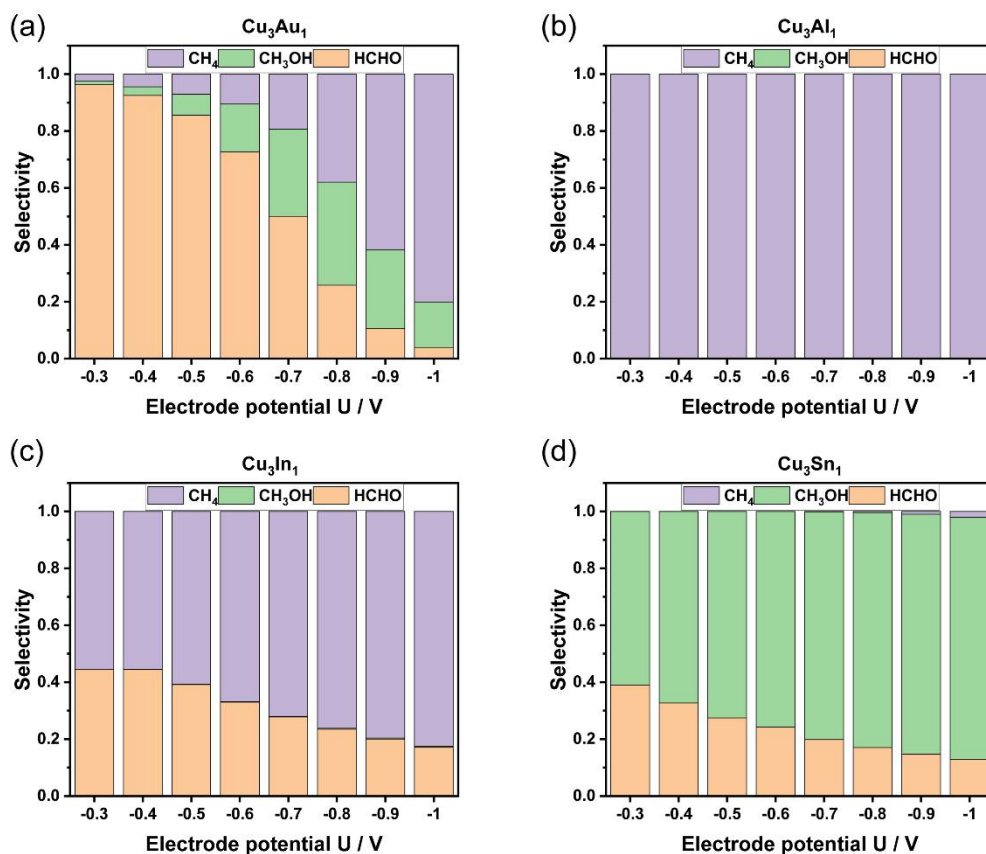 (a)
Cu₃Au₁
CH₄ CH₃OH HCHO
1.0
0.8
0.6
0.4
0.2
0.0
Selectivity
-0.3 -0.4 -0.5 -0.6 -0.7 -0.8 -0.9 -1
Electrode potential U / V
(b)
Cu₃Al₁
CH₄ CH₃OH HCHO
1.0
0.8
0.6
0.4
0.2
0.0
Selectivity
-0.3 -0.4 -0.5 -0.6 -0.7 -0.8 -0.9 -1
Electrode potential U / V
(c)
Cu₃In₁
CH₄ CH₃OH HCHO
1.0
0.8
0.6
0.4
0.2
0.0
Selectivity
-0.3 -0.4 -0.5 -0.6 -0.7 -0.8 -0.9 -1
Electrode potential U / V
(d)
Cu₃Sn₁
CH₄ CH₃OH HCHO
1.0
0.8
0.6
0.4
0.2
0.0
Selectivity
-0.3 -0.4 -0.5 -0.6 -0.7 -0.8 -0.9 -1
Electrode potential U / V